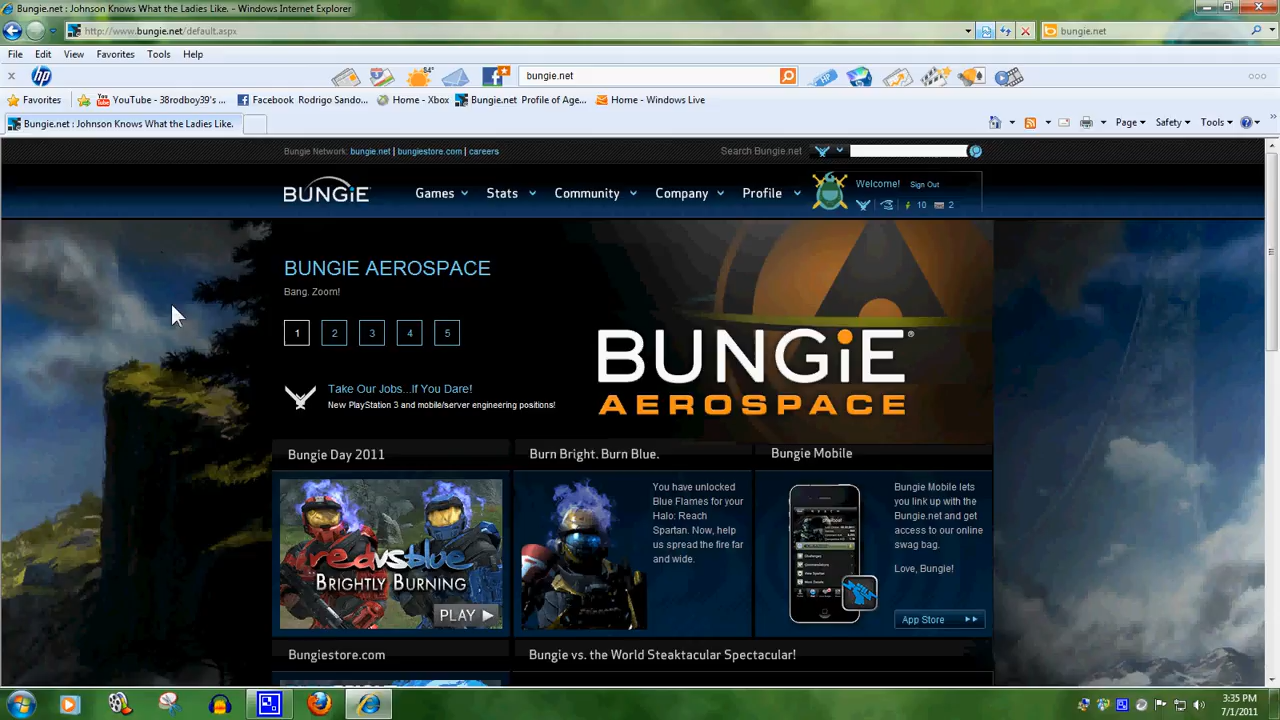 Bungie.net : Johnson Knows What the Ladies Like. - Windows Internet Explorer
http://www.bungie.net/default.aspx
bungie.net
File Edit View Favorites Tools Help
hp 54° bungie.net HP
Favorites YouTube - 38rodboy39's ... Facebook Rodrigo Sando... Home - Xbox Bungie.net Profile of Age... Home - Windows Live
Bungie.net : Johnson Knows What the Ladies Like. Page Safety Tools
Bungie Network: bungie.net | bungiestore.com | careers Search Bungie.net
BUNGIE Games Stats Community Company Profile Welcome! Sign Out
10 2
BUNGIE AEROSPACE
Bang. Zoom!
1 2 3 4 5
BUNGiE®
AEROSPACE
Take Our Jobs...If You Dare!
New PlayStation 3 and mobile/server engineering positions!
Bungie Day 2011
redvsblue
BRIGHTLY BURNING
PLAY
Burn Bright. Burn Blue.
You have unlocked
Blue Flames for your
Halo: Reach
Spartan. Now, help
us spread the fire far
and wide.
Bungie Mobile
Bungie Mobile lets
you link up with the
Bungie.net and get
access to our online
swag bag.
Love, Bungie!
App Store
Bungiestore.com
Bungie vs. the World Steaktacular Spectacular!
3:35 PM
7/1/2011